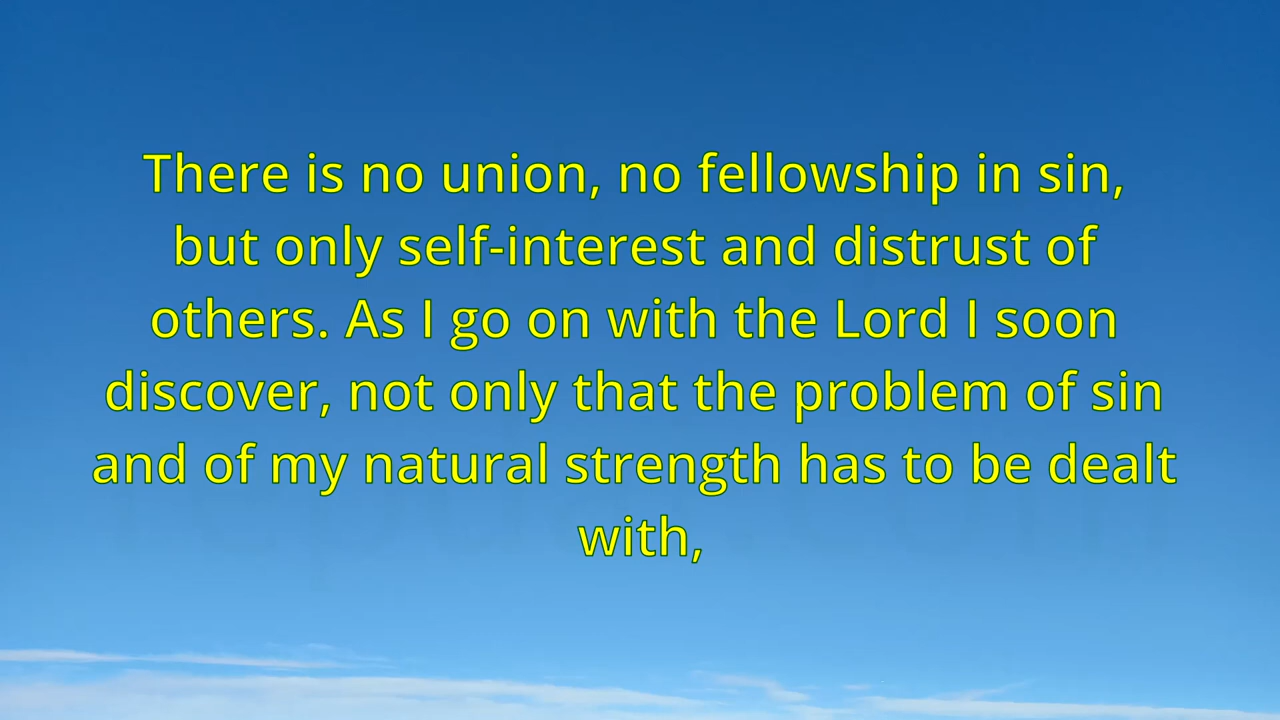 There is no union, no fellowship in sin,
but only self-interest and distrust of
others. As I go on with the Lord I soon
discover, not only that the problem of sin
and of my natural strength has to be dealt
with,